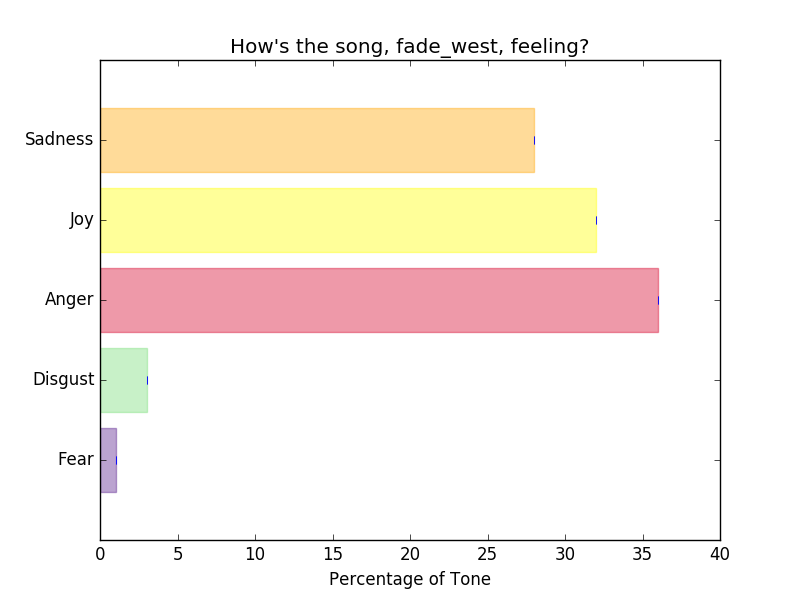 How's the song, fade_west, feeling?
Sadness
Joy
Anger
Disgust
Fear
0 5 10 15 20 25 30 35 40
Percentage of Tone